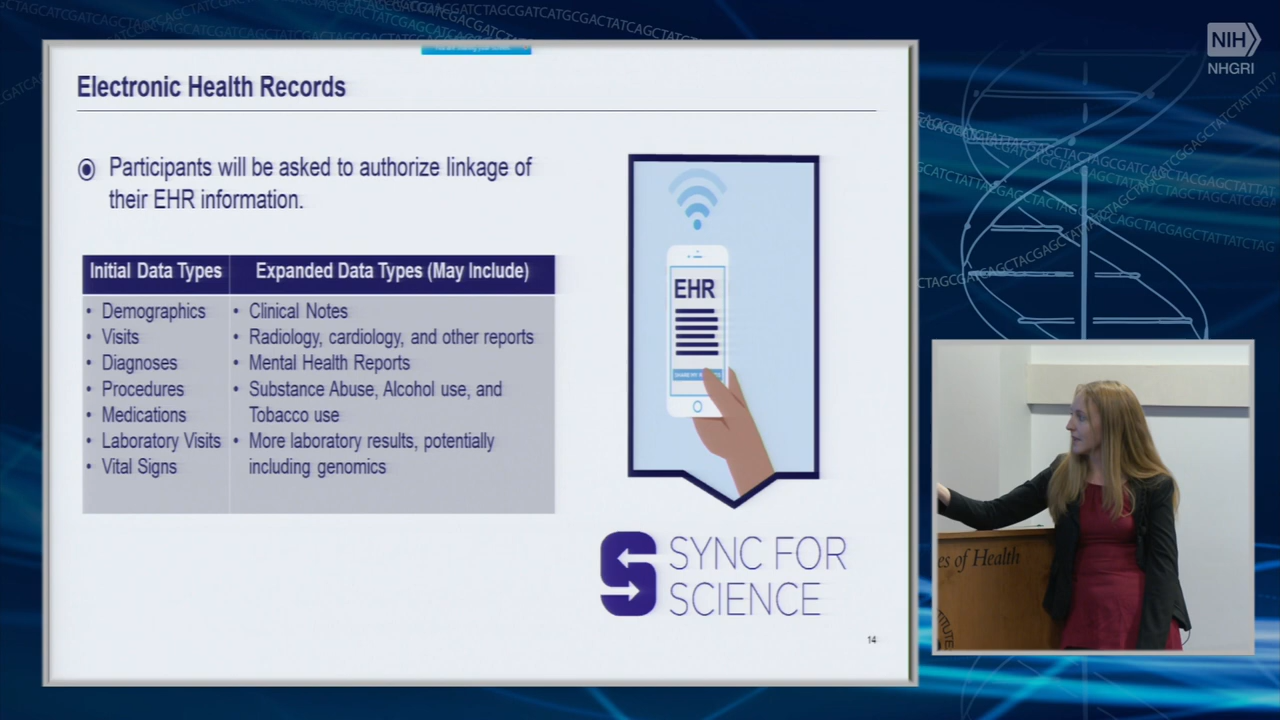 NIH
NHGRI
Electronic Health Records
Participants will be asked to authorize linkage of
their EHR information.
Initial Data Types
Expanded Data Types (May Include)
• Demographics
• Visits
• Diagnoses
• Procedures
• Medications
• Laboratory Visits
• Vital Signs
• Clinical Notes
• Radiology, cardiology, and other reports
• Mental Health Reports
• Substance Abuse, Alcohol use, and
Tobacco use
• More laboratory results, potentially
including genomics
EHR
SHARE MY
S SYNC FOR
SCIENCE
14
es of Health